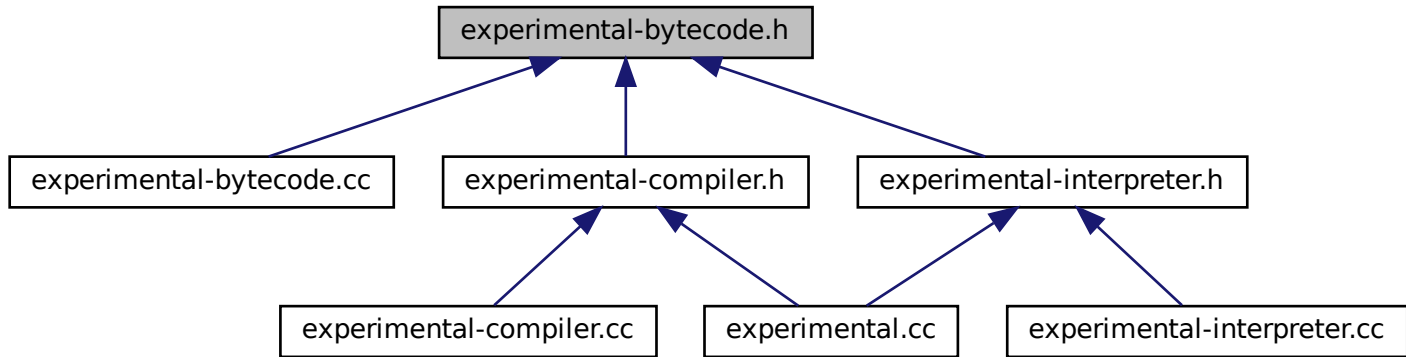 experimental-bytecode.h
experimental-bytecode.cc
experimental-compiler.h
experimental-interpreter.h
experimental-compiler.cc
experimental.cc
experimental-interpreter.cc